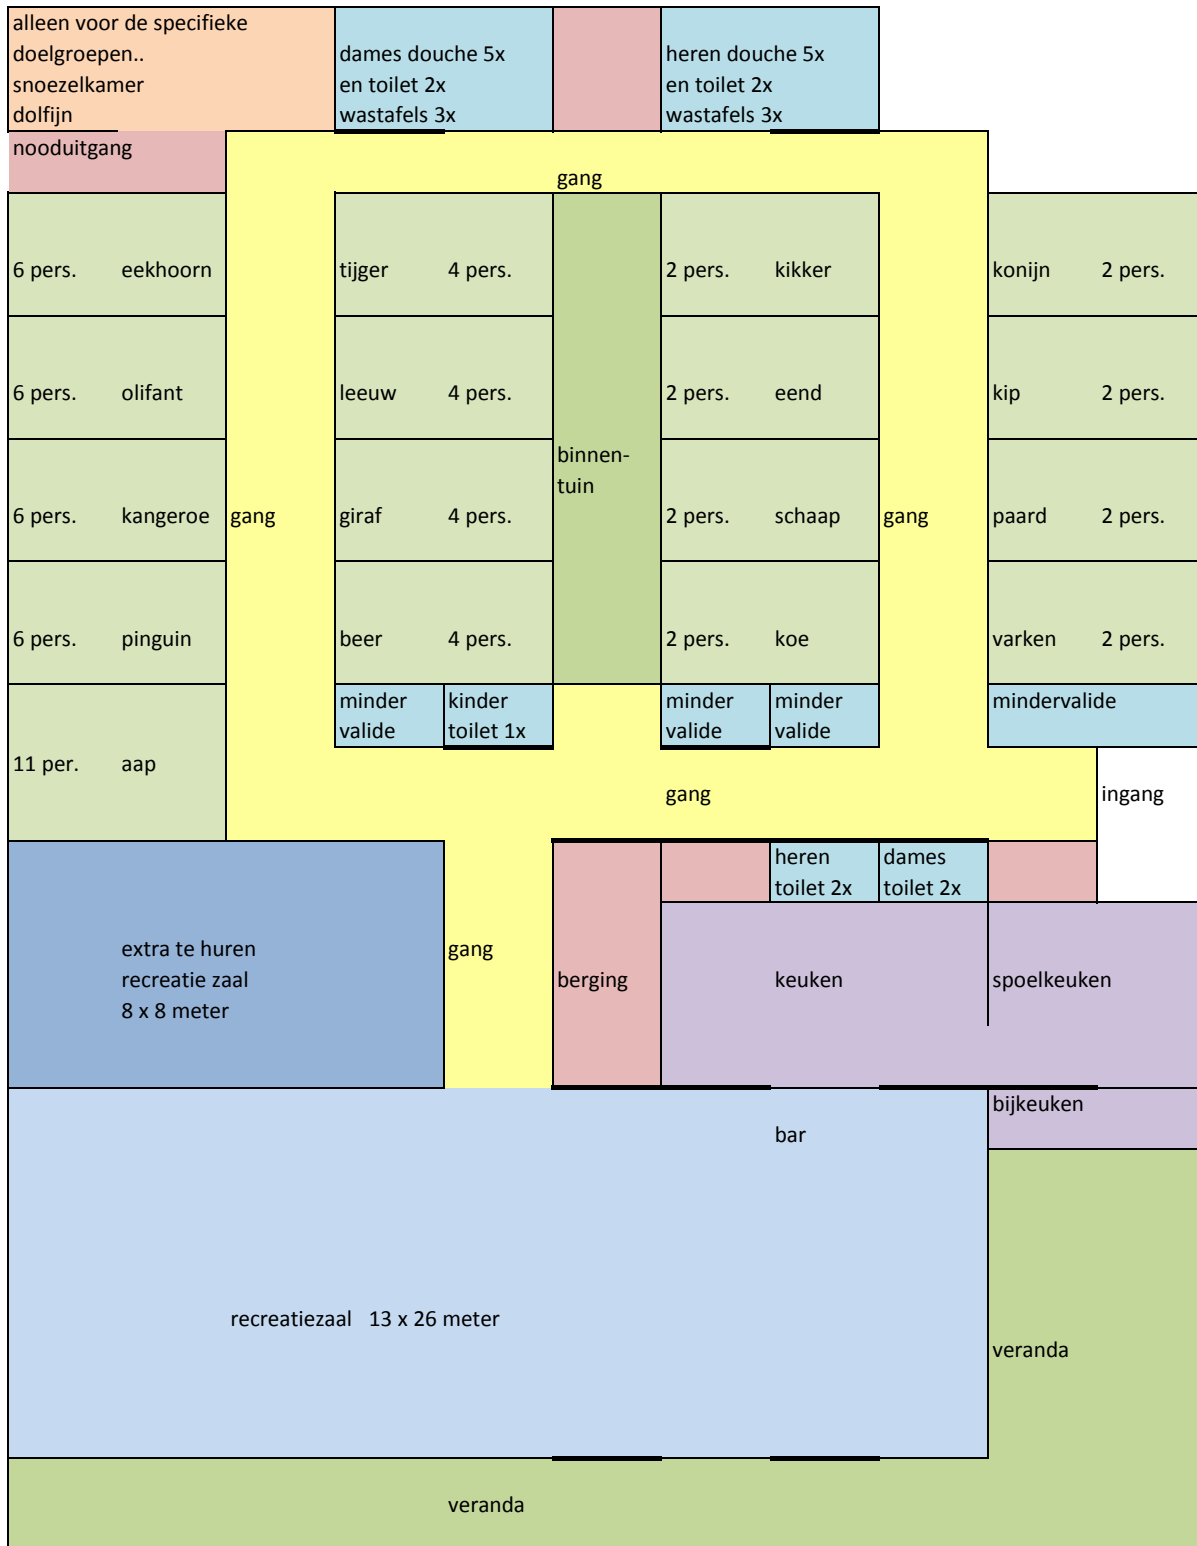 alleen voor de specifieke
doelgroepen..
snoezelkamer
dolfijn
dames douche 5x
en toilet 2x
wastafels 3x
heren douche 5x
en toilet 2x
wastafels 3x
nooduitgang
gang
6 pers. eekhoorn
tijger 4 pers.
2 pers. kikker
konijn 2 pers.
6 pers. olifant
leeuw 4 pers.
2 pers. eend
kip 2 pers.
binnen-
tuin
6 pers. kangeroe
gang
giraf 4 pers.
2 pers. schaap
gang
paard 2 pers.
6 pers. pinguin
beer 4 pers.
2 pers. koe
varken 2 pers.
minder
valide
kinder
toilet 1x
minder
valide
minder
valide
mindervalide
11 per. aap
gang
ingang
heren
toilet 2x
dames
toilet 2x
extra te huren
recreatie zaal
8 x 8 meter
gang
berging
keuken
spoelkeuken
bijkeuken
bar
recreatiezaal 13 x 26 meter
veranda
veranda